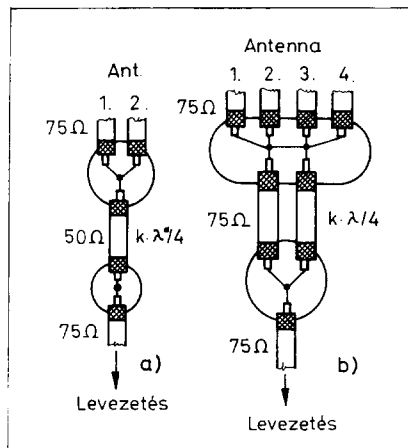 Ant.
1. 2.
75Ω
50Ω k·λ/4
75Ω
a)
Levezetés
Antenna
1. 2. 3. 4.
75Ω
75Ω k·λ/4
75Ω
b)
Levezetés